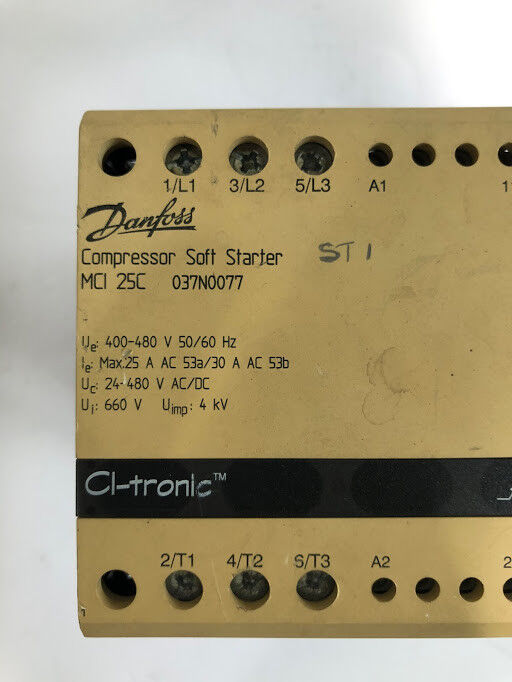 1/L1 3/L2 5/L3 A1
Danfoss
Compressor Soft Starter ST 1
MCI 25C 037N0077
Ue: 400-480 V 50/60 Hz
Ie: Max.25 A AC 53a/30 A AC 53b
Uc: 24-480 V AC/DC
Ui: 660 V Uimp: 4 kV
CI-tronic™
2/T1 4/T2 6/T3 A2